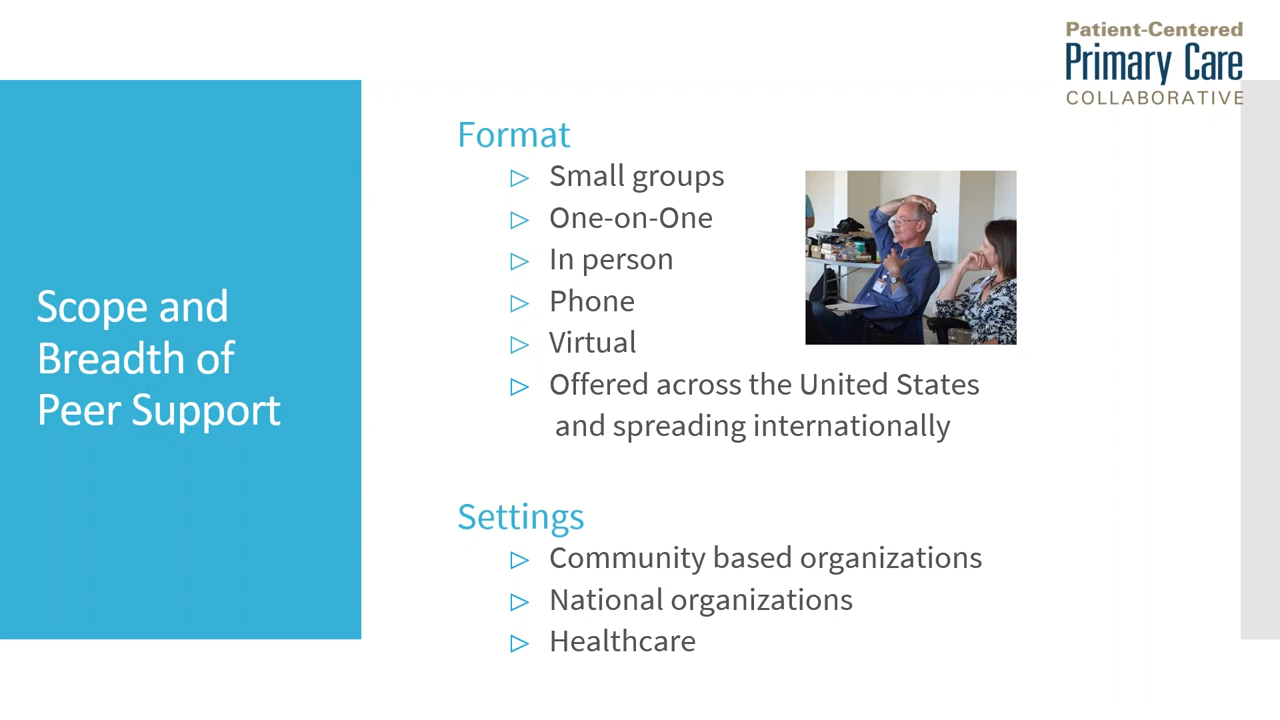 Patient-Centered
Primary Care
COLLABORATIVE
Scope and
Breadth of
Peer Support
Format
Small groups
One-on-One
In person
Phone
Virtual
Offered across the United States
and spreading internationally
Settings
Community based organizations
National organizations
Healthcare